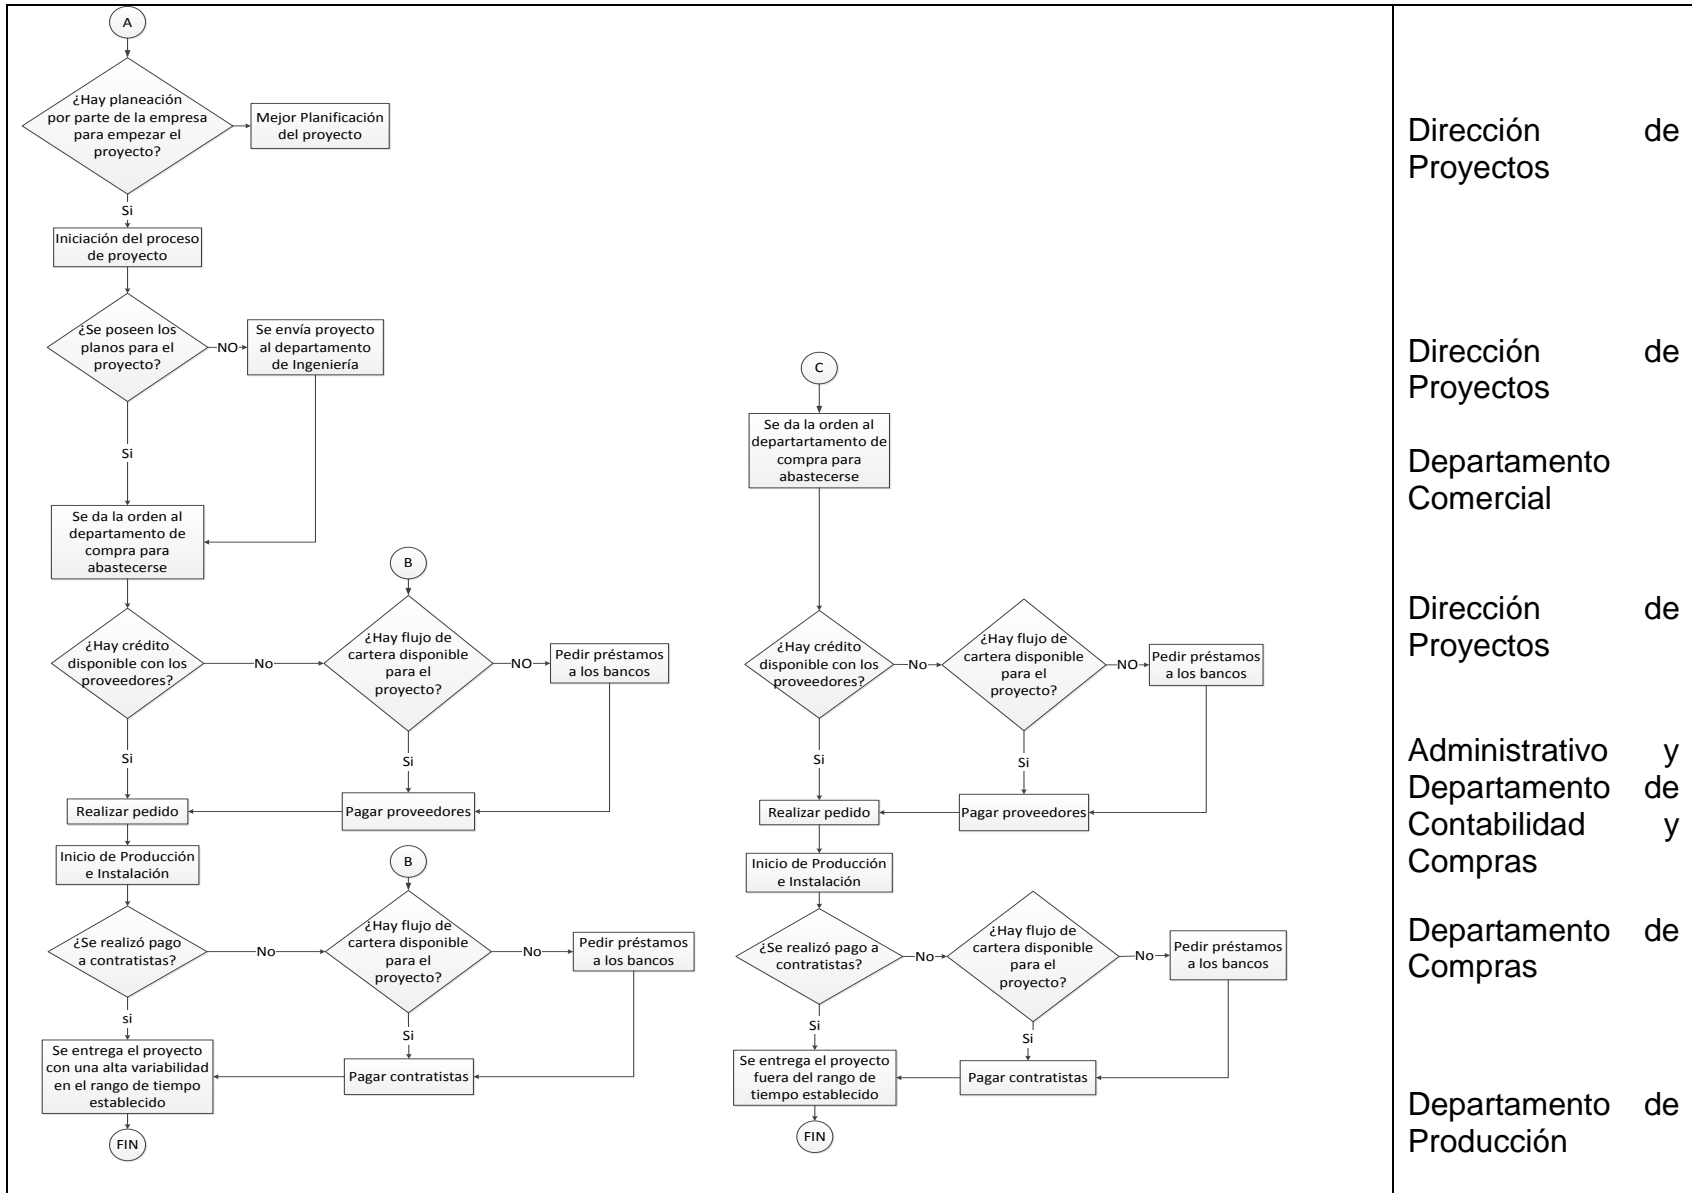 A
¿Hay planeación
por parte de la empresa
para empezar el
proyecto?
Mejor Planificación
del proyecto
Si
Iniciación del proceso
de proyecto
¿Se poseen los
planos para el
proyecto?
NO
Se envía proyecto
al departamento
de Ingeniería
Si
Se da la orden al
departamento de
compra para
abastecerse
¿Hay crédito
disponible con los
proveedores?
No
B
¿Hay flujo de
cartera disponible
para el
proyecto?
NO
Pedir préstamos
a los bancos
Si
Si
Realizar pedido
Pagar proveedores
Inicio de Producción
e Instalación
¿Se realizó pago
a contratistas?
No
B
¿Hay flujo de
cartera disponible
para el
proyecto?
No
Pedir préstamos
a los bancos
si
Si
Se entrega el proyecto
con una alta variabilidad
en el rango de tiempo
establecido
Pagar contratistas
FIN
C
Se da la orden al
departartamento de
compra para
abastecerse
¿Hay crédito
disponible con los
proveedores?
No
¿Hay flujo de
cartera disponible
para el
proyecto?
NO
Pedir préstamos
a los bancos
Si
Si
Realizar pedido
Pagar proveedores
Inicio de Producción
e Instalación
¿Se realizó pago a
contratistas?
No
¿Hay flujo de
cartera disponible
para el
proyecto?
No
Pedir préstamos
a los bancos
Si
Si
Se entrega el proyecto
fuera del rango de
tiempo establecido
Pagar contratistas
FIN
Dirección de
Proyectos
Dirección de
Proyectos
Departamento
Comercial
Dirección de
Proyectos
Administrativo y
Departamento de
Contabilidad y
Compras
Departamento de
Compras
Departamento de
Producción